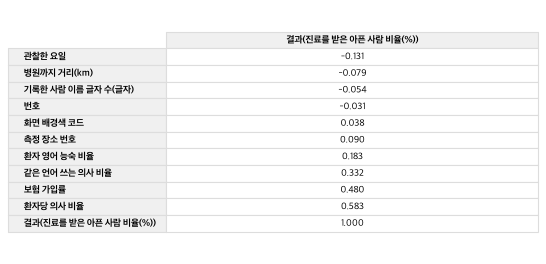 결과(진료를 받은 아픈 사람 비율(%))
관찰한 요일 -0.131
병원까지 거리(km) -0.079
기록한 사람 이름 글자 수(글자) -0.054
번호 -0.031
화면 배경색 코드 0.038
측정 장소 번호 0.090
환자 영어 능숙 비율 0.183
같은 언어 쓰는 의사 비율 0.332
보험 가입률 0.480
환자당 의사 비율 0.583
결과(진료를 받은 아픈 사람 비율(%)) 1.000